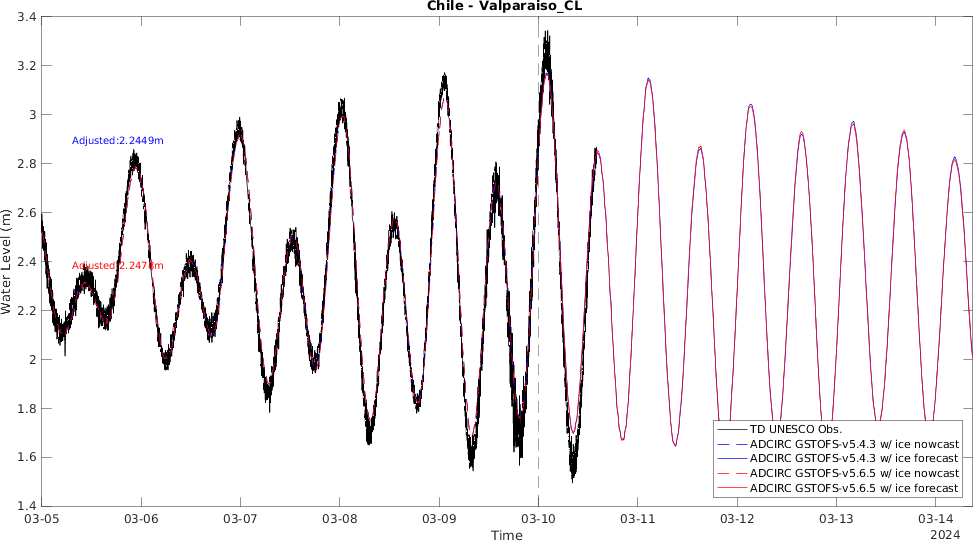 Chile - Valparaiso_CL
3.4
3.2
3
2.8
2.6
2.4
2.2
2
1.8
1.6
1.4
Water Level (m)
Adjusted:2.2449m
Adjusted:2.2478m
TD UNESCO Obs.
ADCIRC GSTOFS-v5.4.3 w/ ice nowcast
ADCIRC GSTOFS-v5.4.3 w/ ice forecast
ADCIRC GSTOFS-v5.6.5 w/ ice nowcast
ADCIRC GSTOFS-v5.6.5 w/ ice forecast
03-05 03-06 03-07 03-08 03-09 03-10 03-11 03-12 03-13 03-14
2024
Time